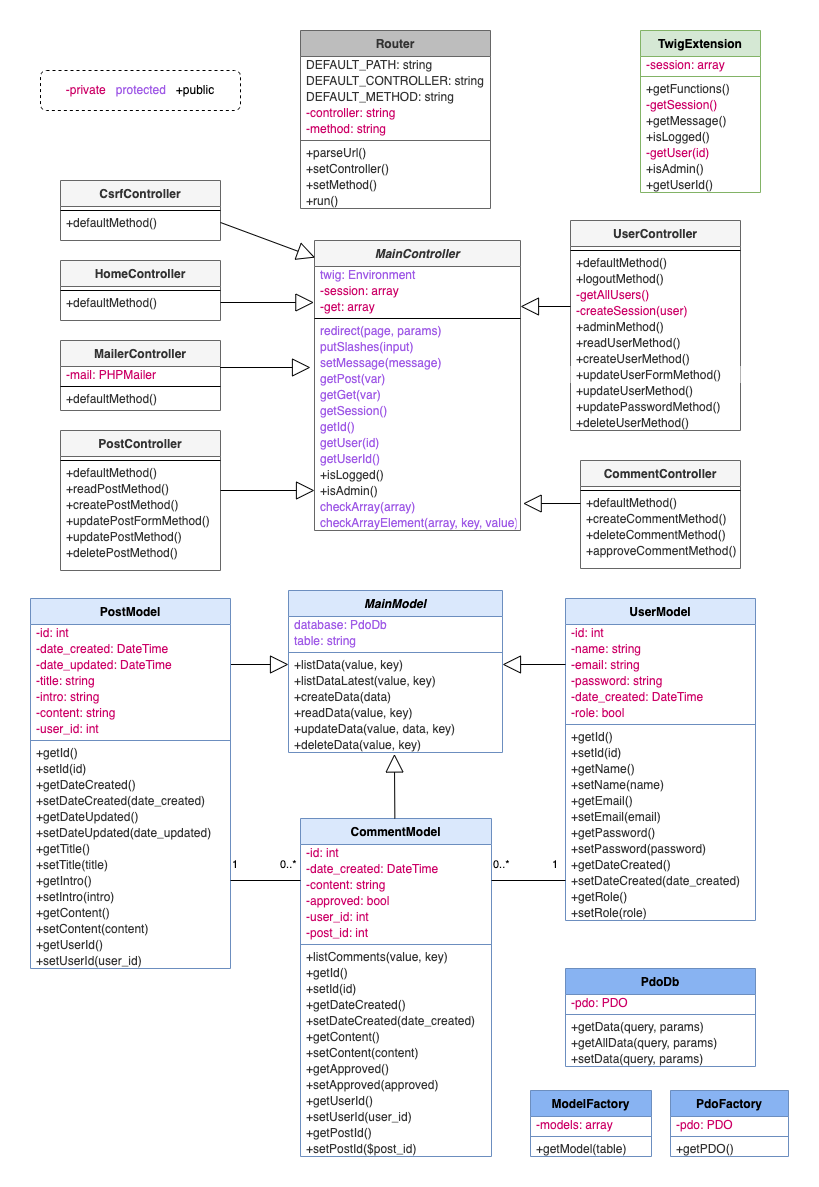 -private protected +public
Router
DEFAULT_PATH: string
DEFAULT_CONTROLLER: string
DEFAULT_METHOD: string
-controller: string
-method: string
+parseUrl()
+setController()
+setMethod()
+run()
TwigExtension
-session: array
+getFunctions()
-getSession()
+getMessage()
+isLogged()
-getUser(id)
+isAdmin()
+getUserId()
CsrfController
+defaultMethod()
HomeController
+defaultMethod()
MailerController
-mail: PHPMailer
+defaultMethod()
PostController
+defaultMethod()
+readPostMethod()
+createPostMethod()
+updatePostFormMethod()
+updatePostMethod()
+deletePostMethod()
MainController
twig: Environment
-session: array
-get: array
redirect(page, params)
putSlashes(input)
setMessage(message)
getPost(var)
getGet(var)
getSession()
getId()
getUser(id)
getUserId()
+isLogged()
+isAdmin()
checkArray(array)
checkArrayElement(array, key, value)
UserController
+defaultMethod()
+logoutMethod()
-getAllUsers()
-createSession(user)
+adminMethod()
+readUserMethod()
+createUserMethod()
+updateUserFormMethod()
+updateUserMethod()
+updatePasswordMethod()
+deleteUserMethod()
CommentController
+defaultMethod()
+createCommentMethod()
+deleteCommentMethod()
+approveCommentMethod()
PostModel
-id: int
-date_created: DateTime
-date_updated: DateTime
-title: string
-intro: string
-content: string
-user_id: int
+getId()
+setId(id)
+getDateCreated()
+setDateCreated(date_created)
+getDateUpdated()
+setDateUpdated(date_updated)
+getTitle()
+setTitle(title)
+getIntro()
+setIntro(intro)
+getContent()
+setContent(content)
+getUserId()
+setUserId(user_id)
MainModel
database: PdoDb
table: string
+listData(value, key)
+listDataLatest(value, key)
+createData(data)
+readData(value, key)
+updateData(value, data, key)
+deleteData(value, key)
UserModel
-id: int
-name: string
-email: string
-password: string
-date_created: DateTime
-role: bool
+getId()
+setId(id)
+getName()
+setName(name)
+getEmail()
+setEmail(email)
+getPassword()
+setPassword(password)
+getDateCreated()
+setDateCreated(date_created)
+getRole()
+setRole(role)
1 0..*
0..* 1
CommentModel
-id: int
-date_created: DateTime
-content: string
-approved: bool
-user_id: int
-post_id: int
+listComments(value, key)
+getId()
+setId(id)
+getDateCreated()
+setDateCreated(date_created)
+getContent()
+setContent(content)
+getApproved()
+setApproved(approved)
+getUserId()
+setUserId(user_id)
+getPostId()
+setPostId($post_id)
PdoDb
-pdo: PDO
+getData(query, params)
+getAllData(query, params)
+setData(query, params)
ModelFactory
-models: array
+getModel(table)
PdoFactory
-pdo: PDO
+getPDO()